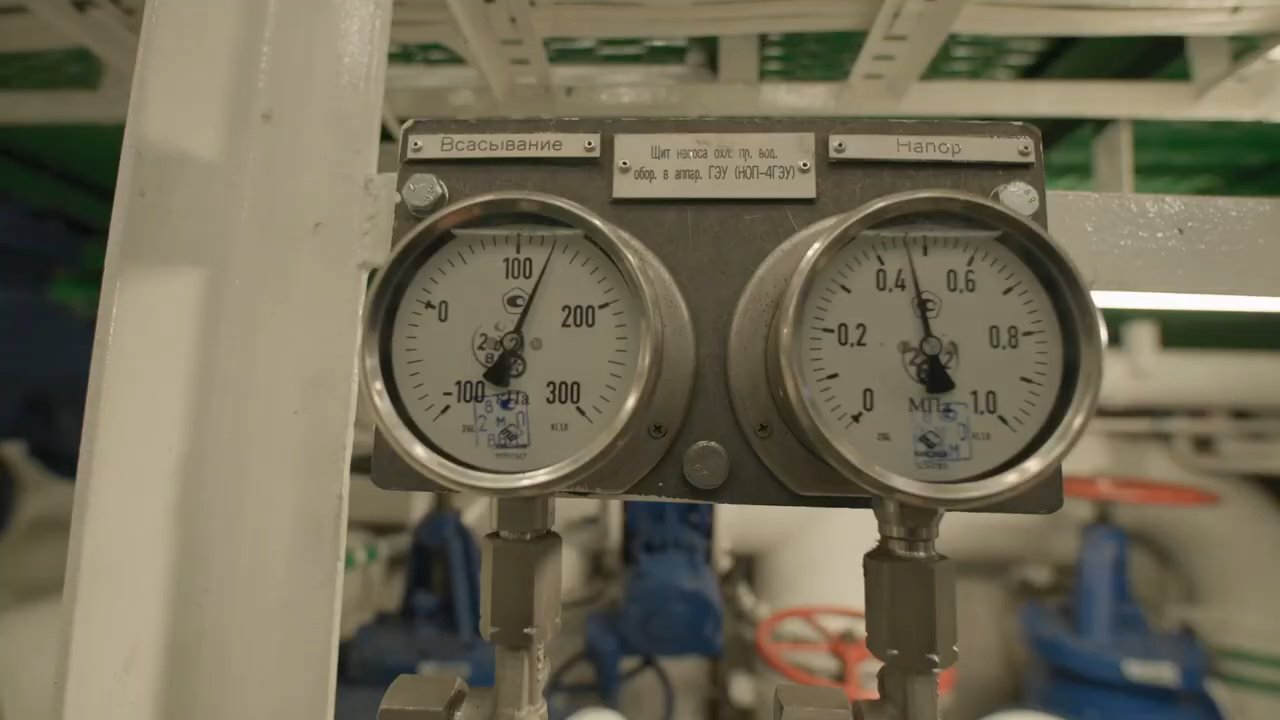 Всасывание
Щит насоса охл. пр. вод.
обор. в аппар. ГЭУ (НОП-4ГЭУ)
Напор
-100
0
100
200
300
кПа
0
0,2
0,4
0,6
0,8
1,0
МПа